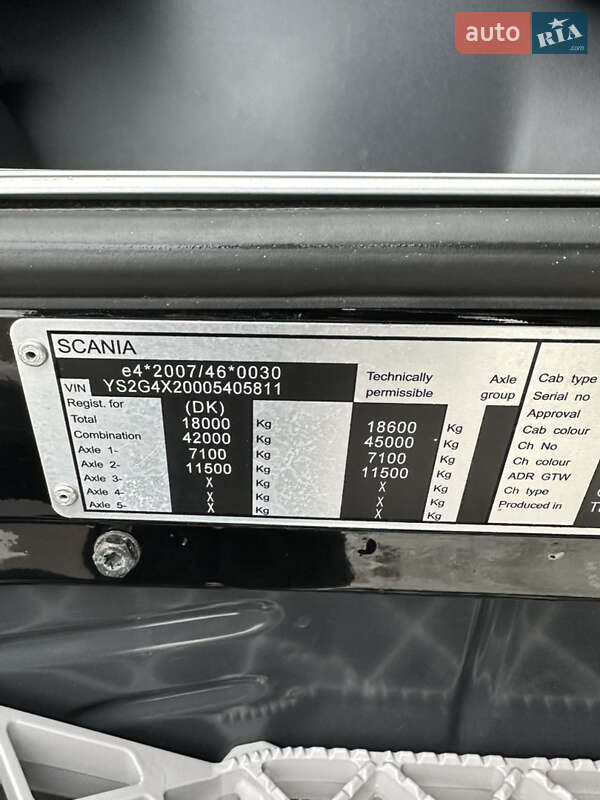 auto RIA .com
SCANIA
e4*2007/46*0030
VIN YS2G4X20005405811
Technically permissible
Axle group
Regist. for (DK)
Total 18000 Kg 18600 Kg
Combination 42000 Kg 45000 Kg
Axle 1- 7100 Kg 7100 Kg
Axle 2- 11500 Kg 11500 Kg
Axle 3- X Kg X Kg
Axle 4- X Kg X Kg
Axle 5- X Kg X Kg
Cab type
Serial no
Approval
Cab colour
Ch No
Ch colour
ADR GTW
Ch type
Produced in